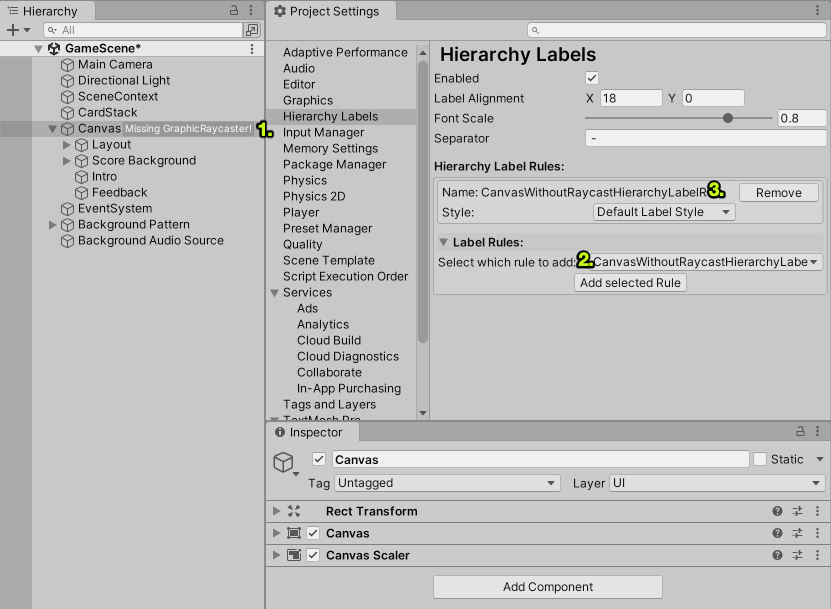 Hierarchy
All
GameScene*
Main Camera
Directional Light
SceneContext
CardStack
Canvas Missing GraphicRaycaster! 1.
Layout
Score Background
Intro
Feedback
EventSystem
Background Pattern
Background Audio Source
Project Settings
Adaptive Performance
Audio
Editor
Graphics
Hierarchy Labels
Input Manager
Memory Settings
Package Manager
Physics
Physics 2D
Player
Preset Manager
Quality
Scene Template
Script Execution Order
Services
Ads
Analytics
Cloud Build
Cloud Diagnostics
Collaborate
In-App Purchasing
Tags and Layers
TextMesh Pro
Hierarchy Labels
Enabled
Label Alignment X 18 Y 0
Font Scale 0.8
Separator -
Hierarchy Label Rules:
Name: CanvasWithoutRaycastHierarchyLabelR 3. Remove
Style: Default Label Style
Label Rules:
Select which rule to add: 2. CanvasWithoutRaycastHierarchyLabe
Add selected Rule
Inspector
Canvas Static
Tag Untagged Layer UI
Rect Transform
Canvas
Canvas Scaler
Add Component